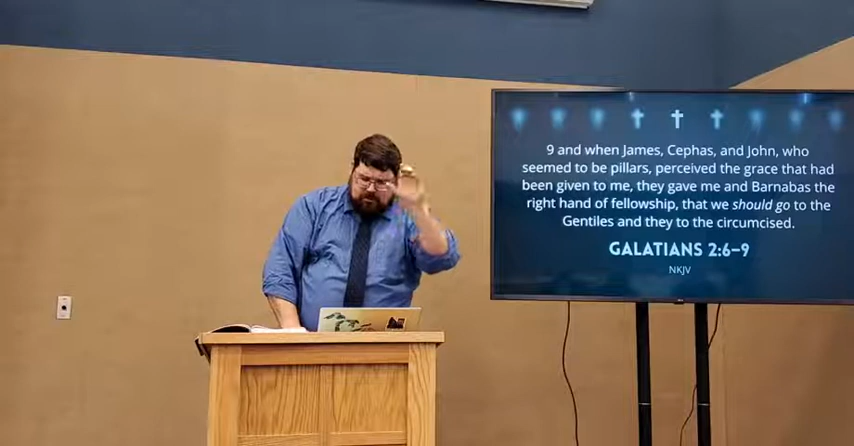 9 and when James, Cephas, and John, who
seemed to be pillars, perceived the grace that had
been given to me, they gave me and Barnabas the
right hand of fellowship, that we should go to the
Gentiles and they to the circumcised.
GALATIANS 2:6–9
NKJV